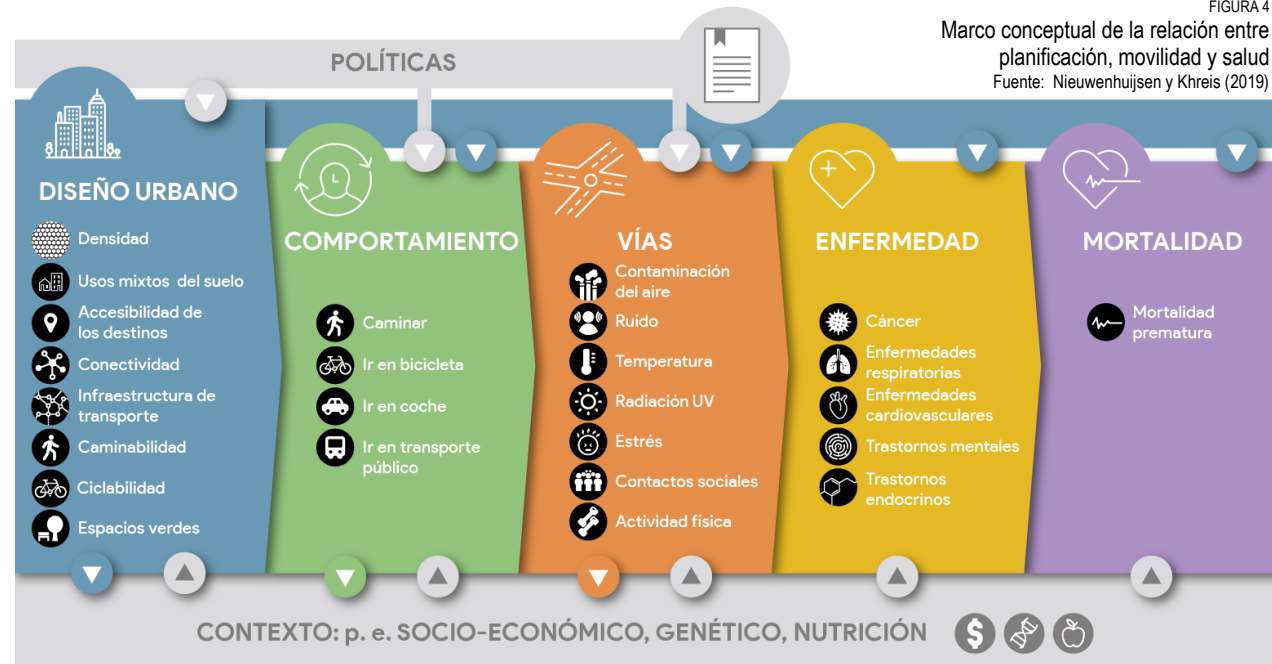 FIGURA 4
Marco conceptual de la relación entre
planificación, movilidad y salud
Fuente: Nieuwenhuijsen y Khreis (2019)
POLÍTICAS
DISEÑO URBANO
Densidad
Usos mixtos del suelo
Accesibilidad de
los destinos
Conectividad
Infraestructura de
transporte
Caminabilidad
Ciclabilidad
Espacios verdes
COMPORTAMIENTO
Caminar
Ir en bicicleta
Ir en coche
Ir en transporte
público
VÍAS
Contaminación
del aire
Ruido
Temperatura
Radiación UV
Estrés
Contactos sociales
Actividad física
ENFERMEDAD
Cáncer
Enfermedades
respiratorias
Enfermedades
cardiovasculares
Trastornos mentales
Trastornos
endocrinos
MORTALIDAD
Mortalidad
prematura
CONTEXTO: p. e. SOCIO-ECONÓMICO, GENÉTICO, NUTRICIÓN